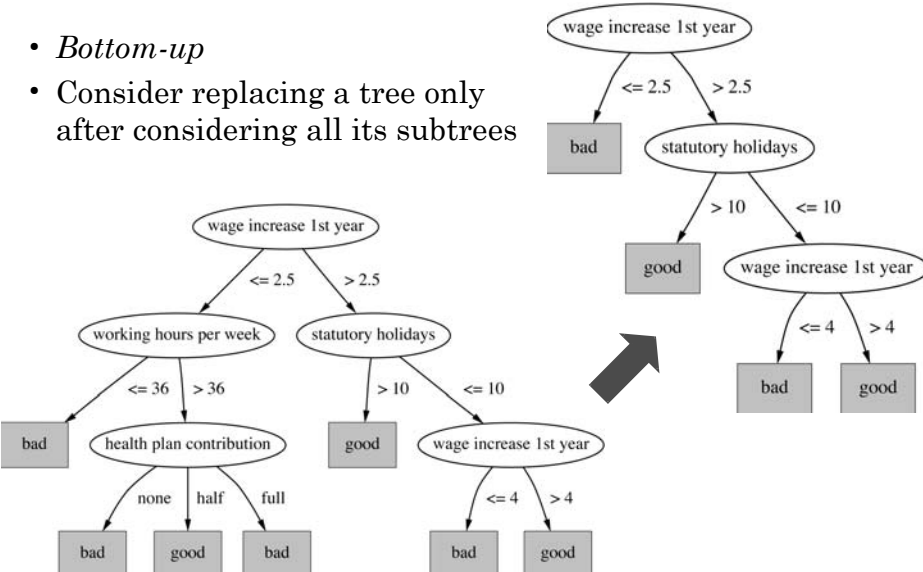 • Bottom-up
• Consider replacing a tree only
after considering all its subtrees
wage increase 1st year
<= 2.5 > 2.5
bad statutory holidays
> 10 <= 10
good wage increase 1st year
<= 4 > 4
bad good
wage increase 1st year
<= 2.5 > 2.5
working hours per week statutory holidays
<= 36 > 36 > 10 <= 10
bad health plan contribution good wage increase 1st year
none half full <= 4 > 4
bad good bad bad good